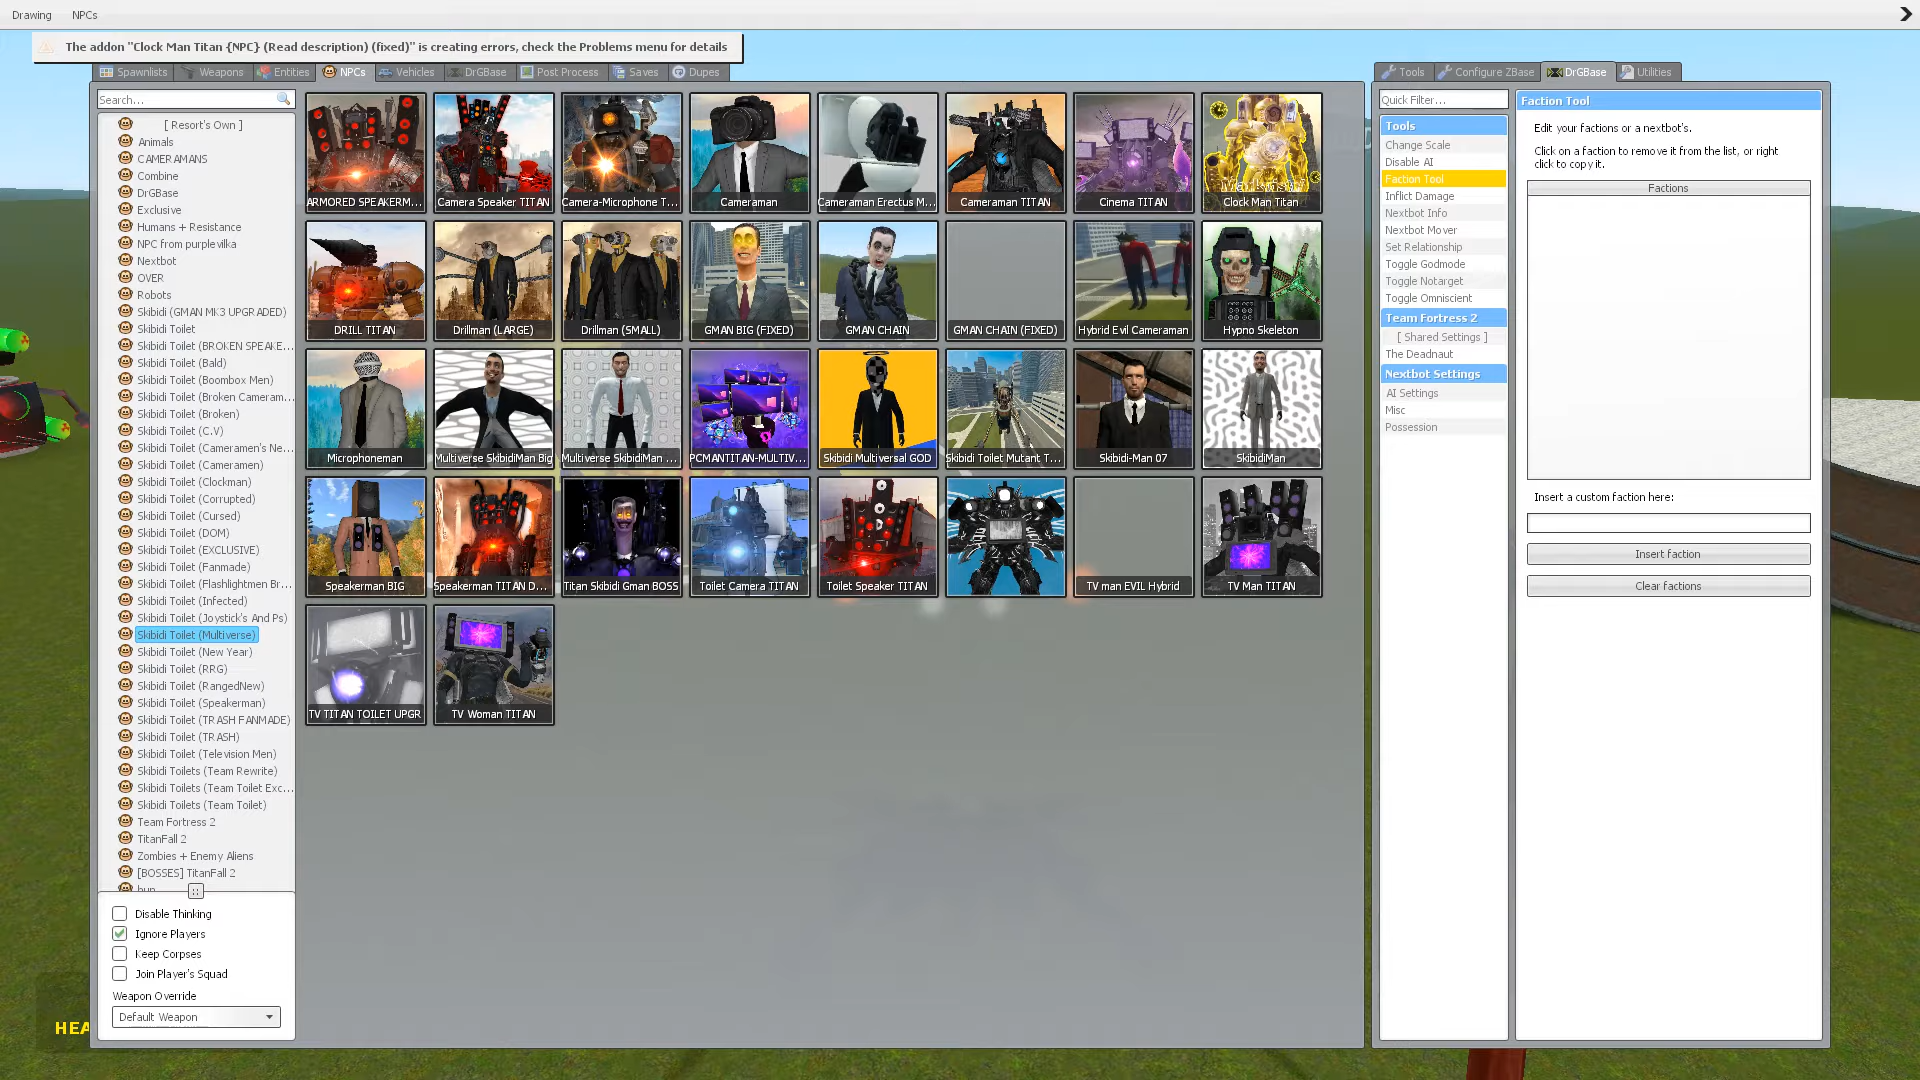 Drawing NPCs
The addon "Clock Man Titan {NPC} (Read description) (fixed)" is creating errors, check the Problems menu for details
Spawnlists Weapons Entities NPCs Vehicles DrGBase Post Process Saves Dupes
Search...
[ Resort's Own ]
Animals
CAMERAMANS
Combine
DrGBase
Exclusive
Humans + Resistance
NPC from purplevilka
Nextbot
OVER
Robots
Skibidi (GMAN MK3 UPGRADED)
Skibidi Toilet
Skibidi Toilet (BROKEN SPEAKE...
Skibidi Toilet (Bald)
Skibidi Toilet (Boombox Men)
Skibidi Toilet (Broken Cameram...
Skibidi Toilet (Broken)
Skibidi Toilet (C.V)
Skibidi Toilet (Cameramen's Ne...
Skibidi Toilet (Cameramen)
Skibidi Toilet (Clockman)
Skibidi Toilet (Corrupted)
Skibidi Toilet (Cursed)
Skibidi Toilet (DOM)
Skibidi Toilet (EXCLUSIVE)
Skibidi Toilet (Fanmade)
Skibidi Toilet (Flashlightmen Br...
Skibidi Toilet (Infected)
Skibidi Toilet (Joystick's And Ps)
Skibidi Toilet (Multiverse)
Skibidi Toilet (New Year)
Skibidi Toilet (RRG)
Skibidi Toilet (RangedNew)
Skibidi Toilet (Speakerman)
Skibidi Toilet (TRASH FANMADE)
Skibidi Toilet (TRASH)
Skibidi Toilet (Television Men)
Skibidi Toilets (Team Rewrite)
Skibidi Toilets (Team Toilet Exc...
Skibidi Toilets (Team Toilet)
Team Fortress 2
TitanFall 2
Zombies + Enemy Aliens
[BOSSES] TitanFall 2
Disable Thinking
Ignore Players
Keep Corpses
Join Player's Squad
Weapon Override
Default Weapon
HEA
ARMORED SPEAKERM... Camera Speaker TITAN Camera-Microphone T... Cameraman Cameraman Erectus M... Cameraman TITAN Cinema TITAN Clock Man Titan
DRILL TITAN Drillman (LARGE) Drillman (SMALL) GMAN BIG (FIXED) GMAN CHAIN GMAN CHAIN (FIXED) Hybrid Evil Cameraman Hypno Skeleton
Microphoneman Multiverse SkibidiMan Big Multiverse SkibidiMan ... PCMANTITAN-MULTIV... Skibidi Multiversal GOD Skibidi Toilet Mutant T... Skibidi-Man 07 SkibidiMan
Speakerman BIG Speakerman TITAN D... Titan Skibidi Gman BOSS Toilet Camera TITAN Toilet Speaker TITAN TV man EVIL Hybrid TV Man TITAN
TV TITAN TOILET UPGR TV Woman TITAN
Tools Configure ZBase DrGBase Utilities
Quick Filter...
Tools
Change Scale
Disable AI
Faction Tool
Inflict Damage
Nextbot Info
Nextbot Mover
Set Relationship
Toggle Godmode
Toggle Notarget
Toggle Omniscient
Team Fortress 2
[ Shared Settings ]
The Deadnaut
Nextbot Settings
AI Settings
Misc
Possession
Faction Tool
Edit your factions or a nextbot's.
Click on a faction to remove it from the list, or right
click to copy it.
Factions
Insert a custom faction here:
Insert faction
Clear factions